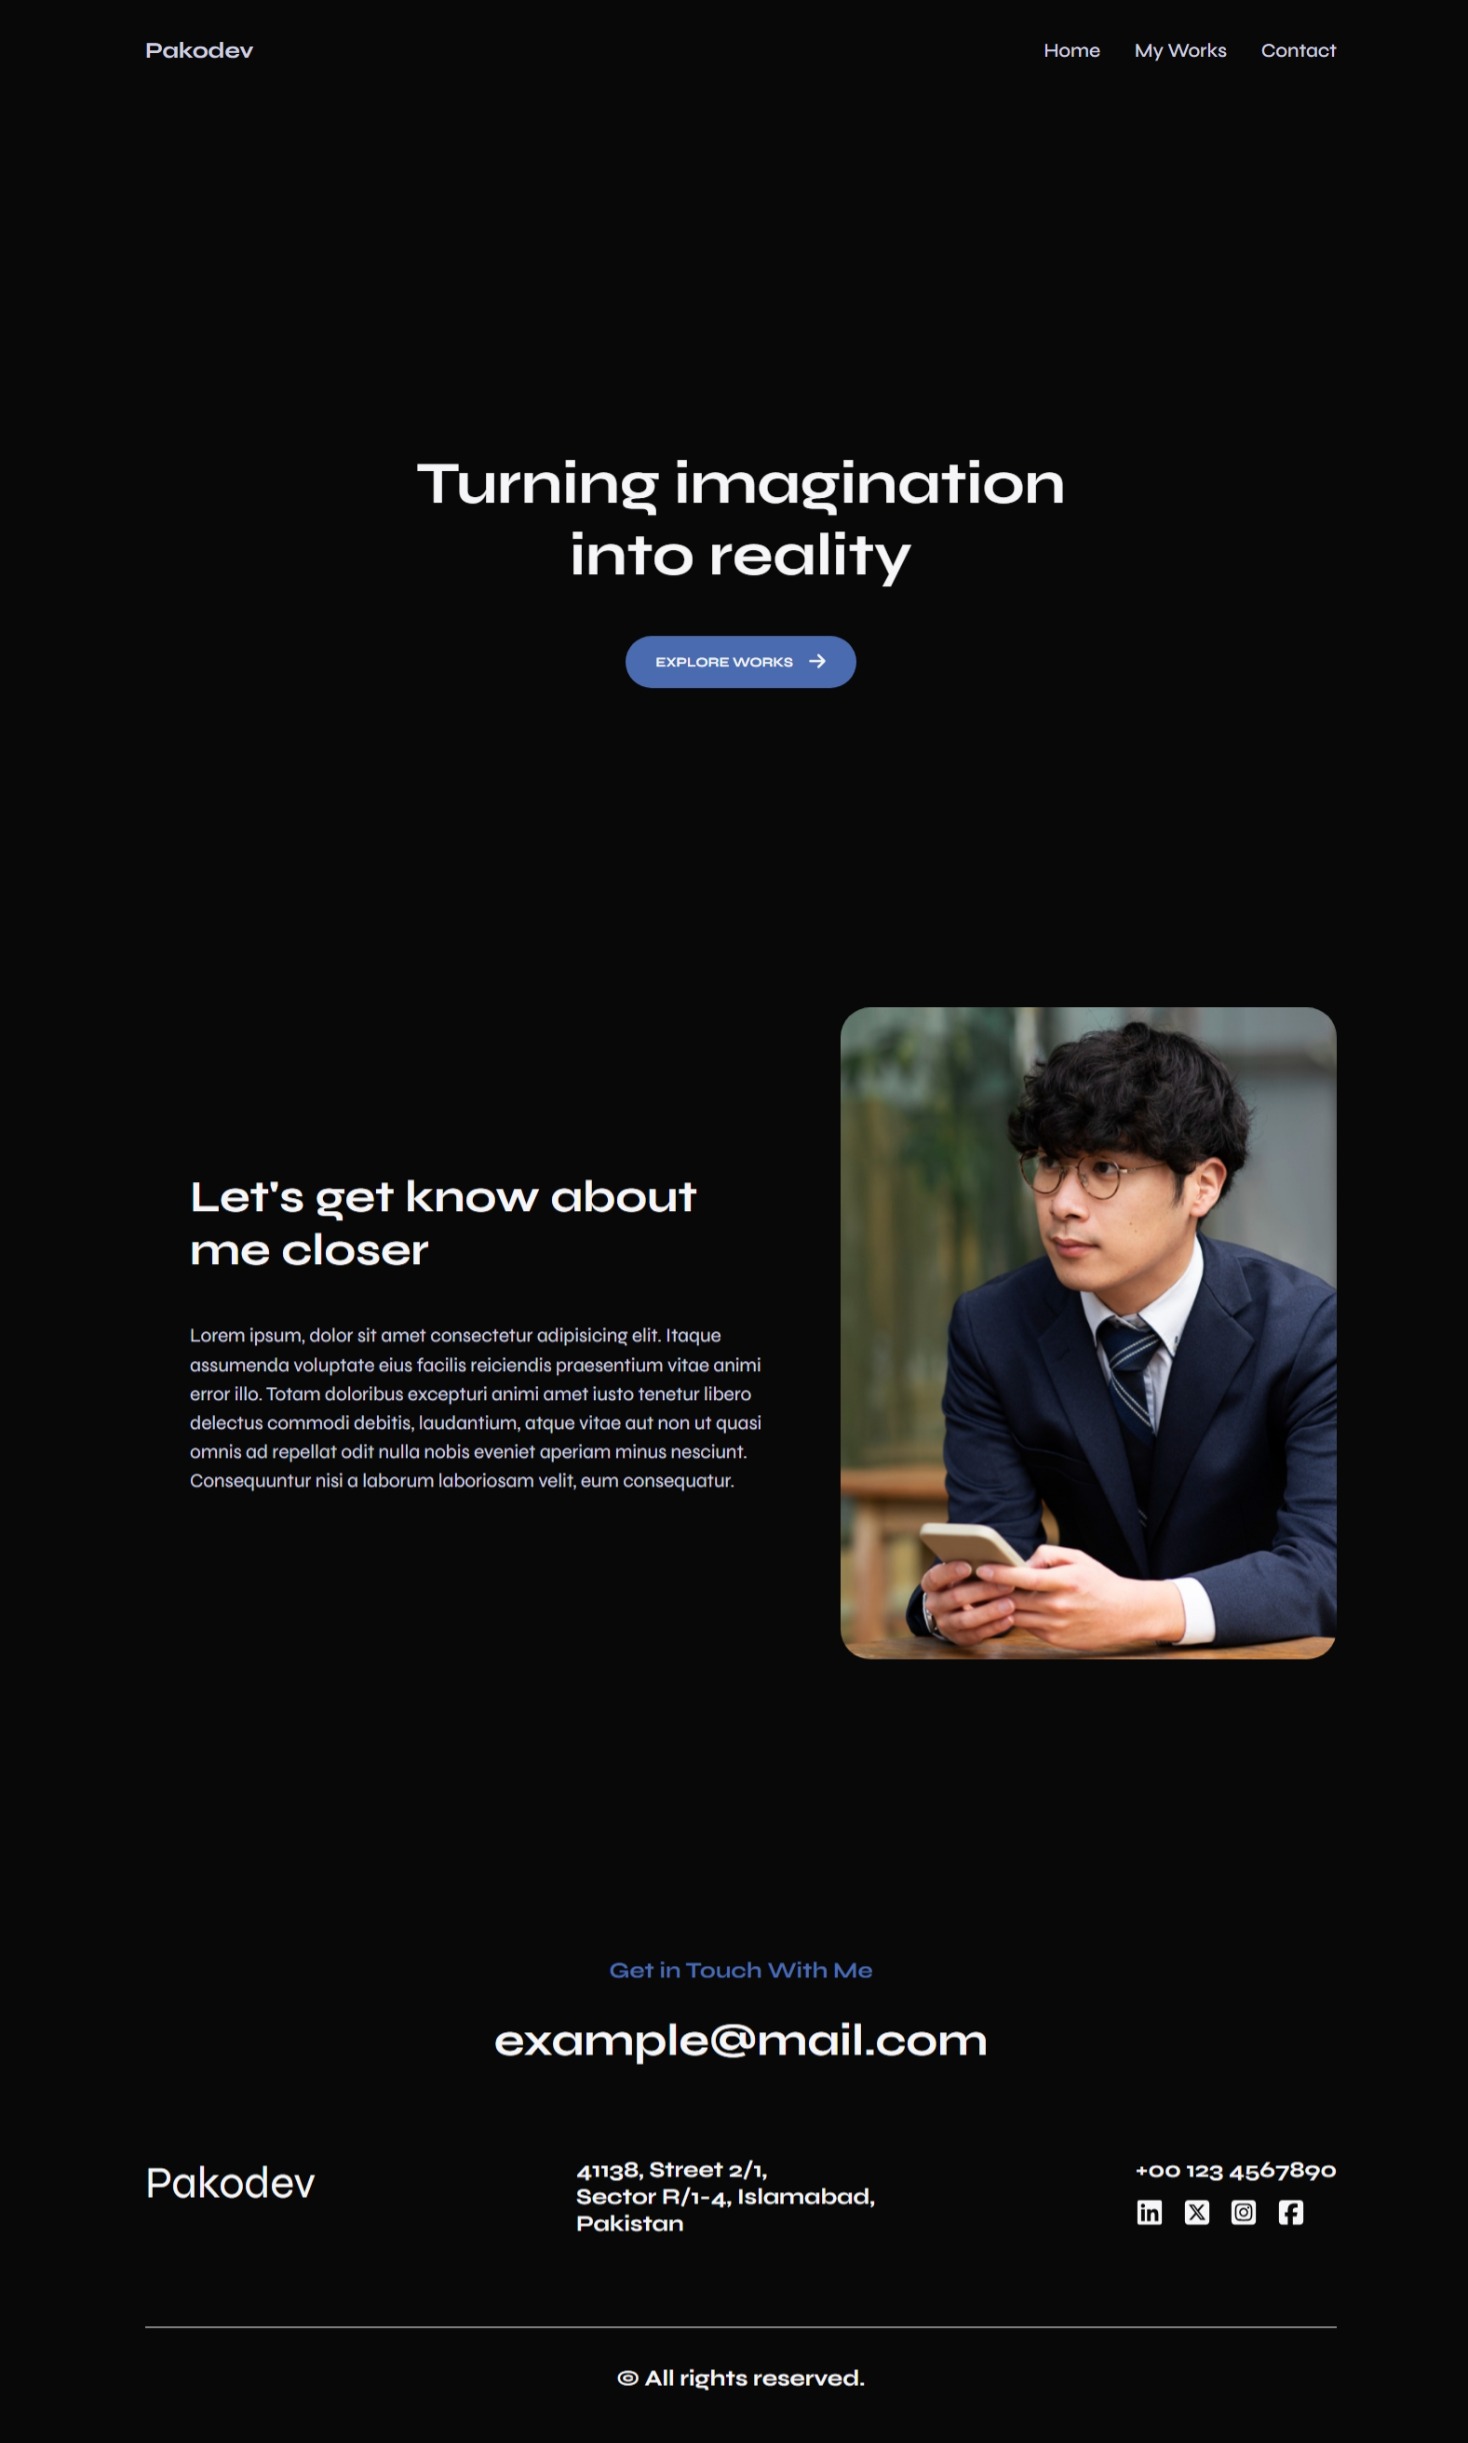 Pakodev
Home My Works Contact
Turning imagination
into reality
EXPLORE WORKS
Let's get know about
me closer
Lorem ipsum, dolor sit amet consectetur adipisicing elit. Itaque
assumenda voluptate eius facilis reiciendis praesentium vitae animi
error illo. Totam doloribus excepturi animi amet iusto tenetur libero
delectus commodi debitis, laudantium, atque vitae aut non ut quasi
omnis ad repellat odit nulla nobis eveniet aperiam minus nesciunt.
Consequuntur nisi a laborum laboriosam velit, eum consequatur.
Get in Touch With Me
example@mail.com
Pakodev
41138, Street 2/1,
Sector R/1-4, Islamabad,
Pakistan
+00 123 4567890
© All rights reserved.